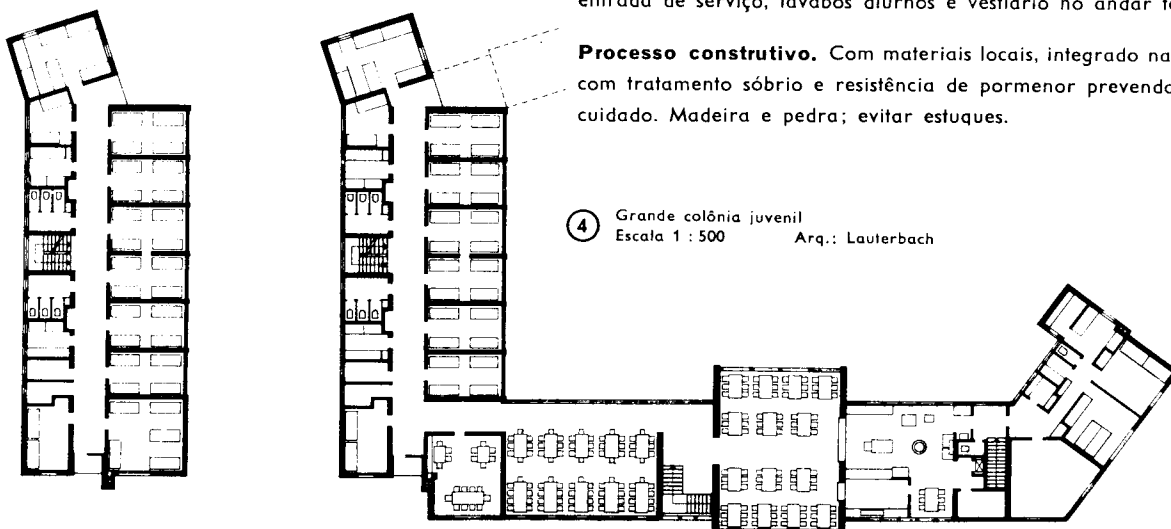 entrada de serviço, lavabos diurnos e vestiário no andar té
Processo construtivo. Com materiais locais, integrado na
com tratamento sóbrio e resistência de pormenor prevendo
cuidado. Madeira e pedra; evitar estuques.
4 Grande colônia juvenil
Escala 1 : 500 Arq.: Lauterbach